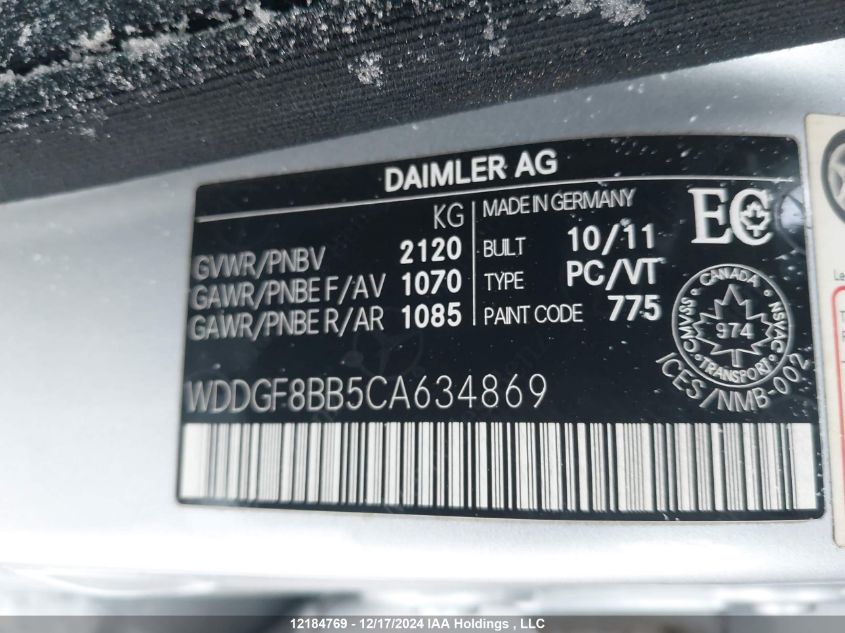 DAIMLER AG
KG
GVWR/PNBV 2120
GAWR/PNBE F/AV 1070
GAWR/PNBE R/AR 1085
MADE IN GERMANY
BUILT 10/11
TYPE PC/VT
PAINT CODE 775
EC
CANADA
CMVSS NSVAC
974
TRANSPORT
ICES/NMB-002
WDDGF8BB5CA634869
12184769 - 12/17/2024 IAA Holdings , LLC